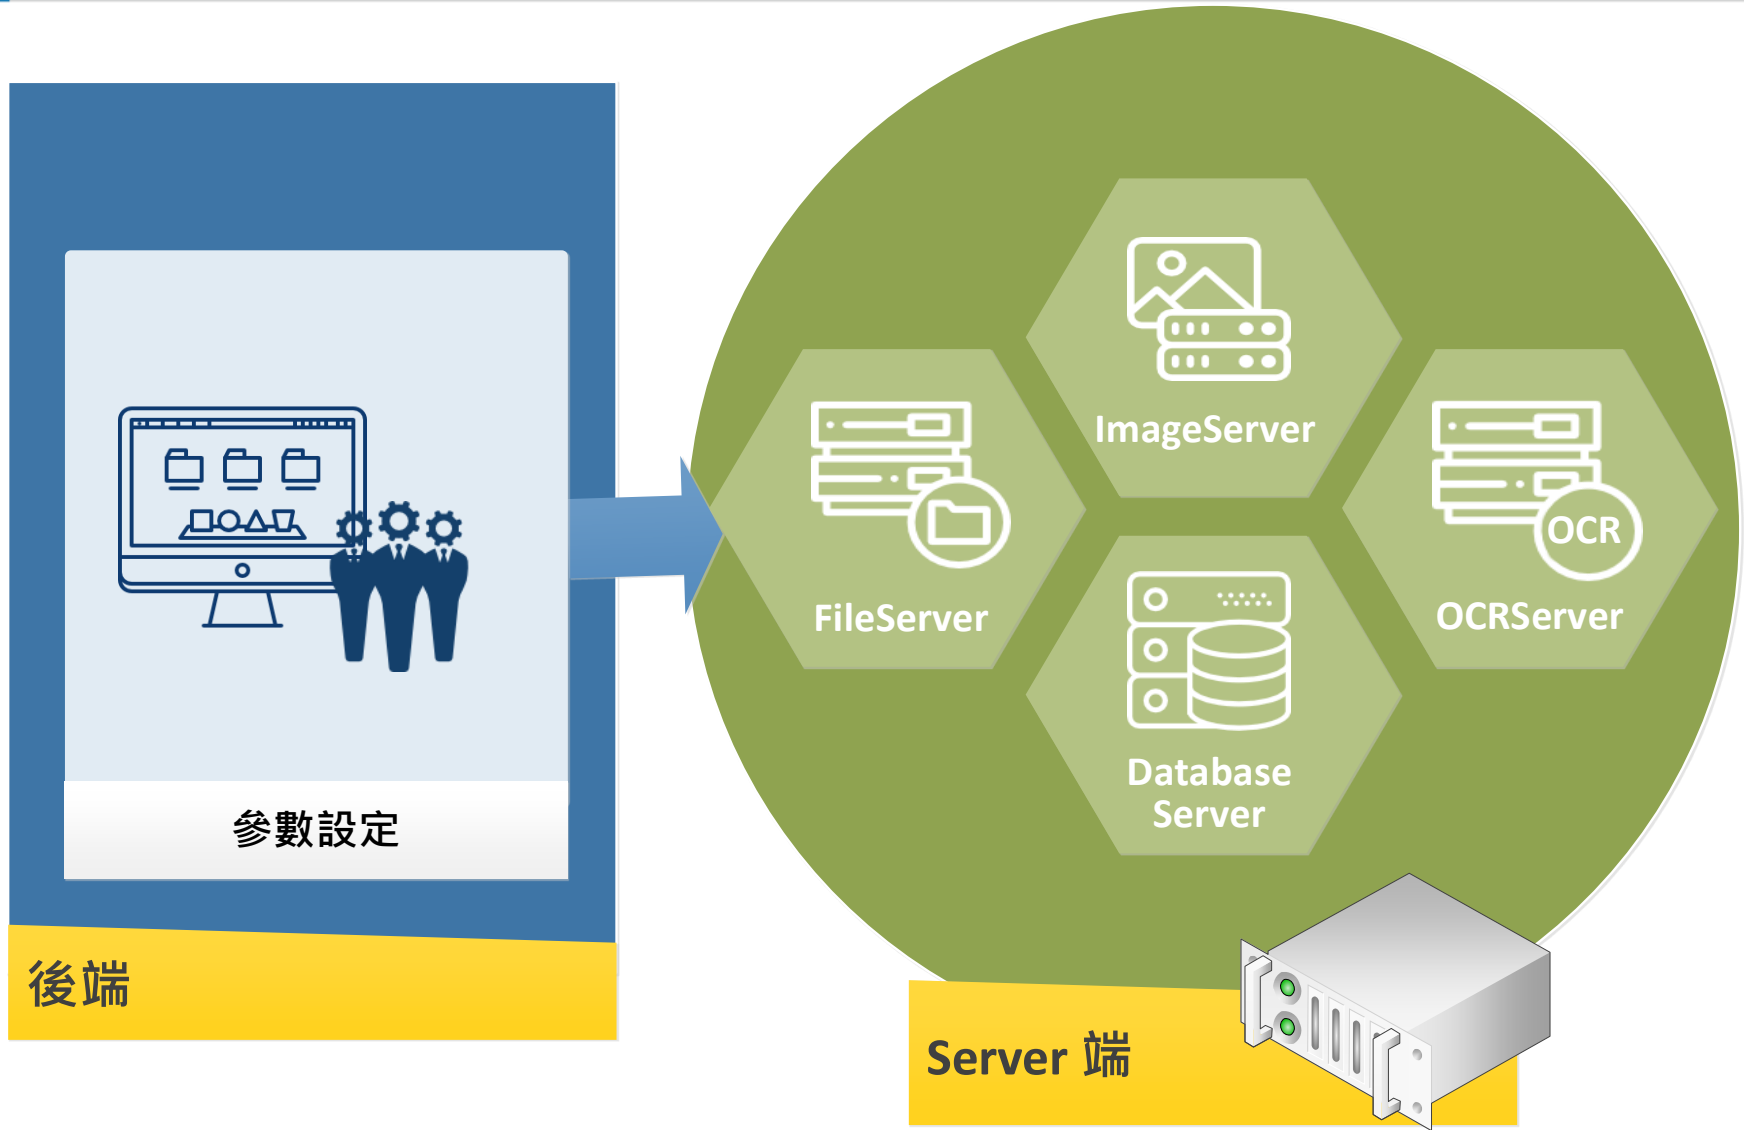 參數設定
後端
ImageServer
FileServer
OCR
OCRServer
Database
Server
Server 端